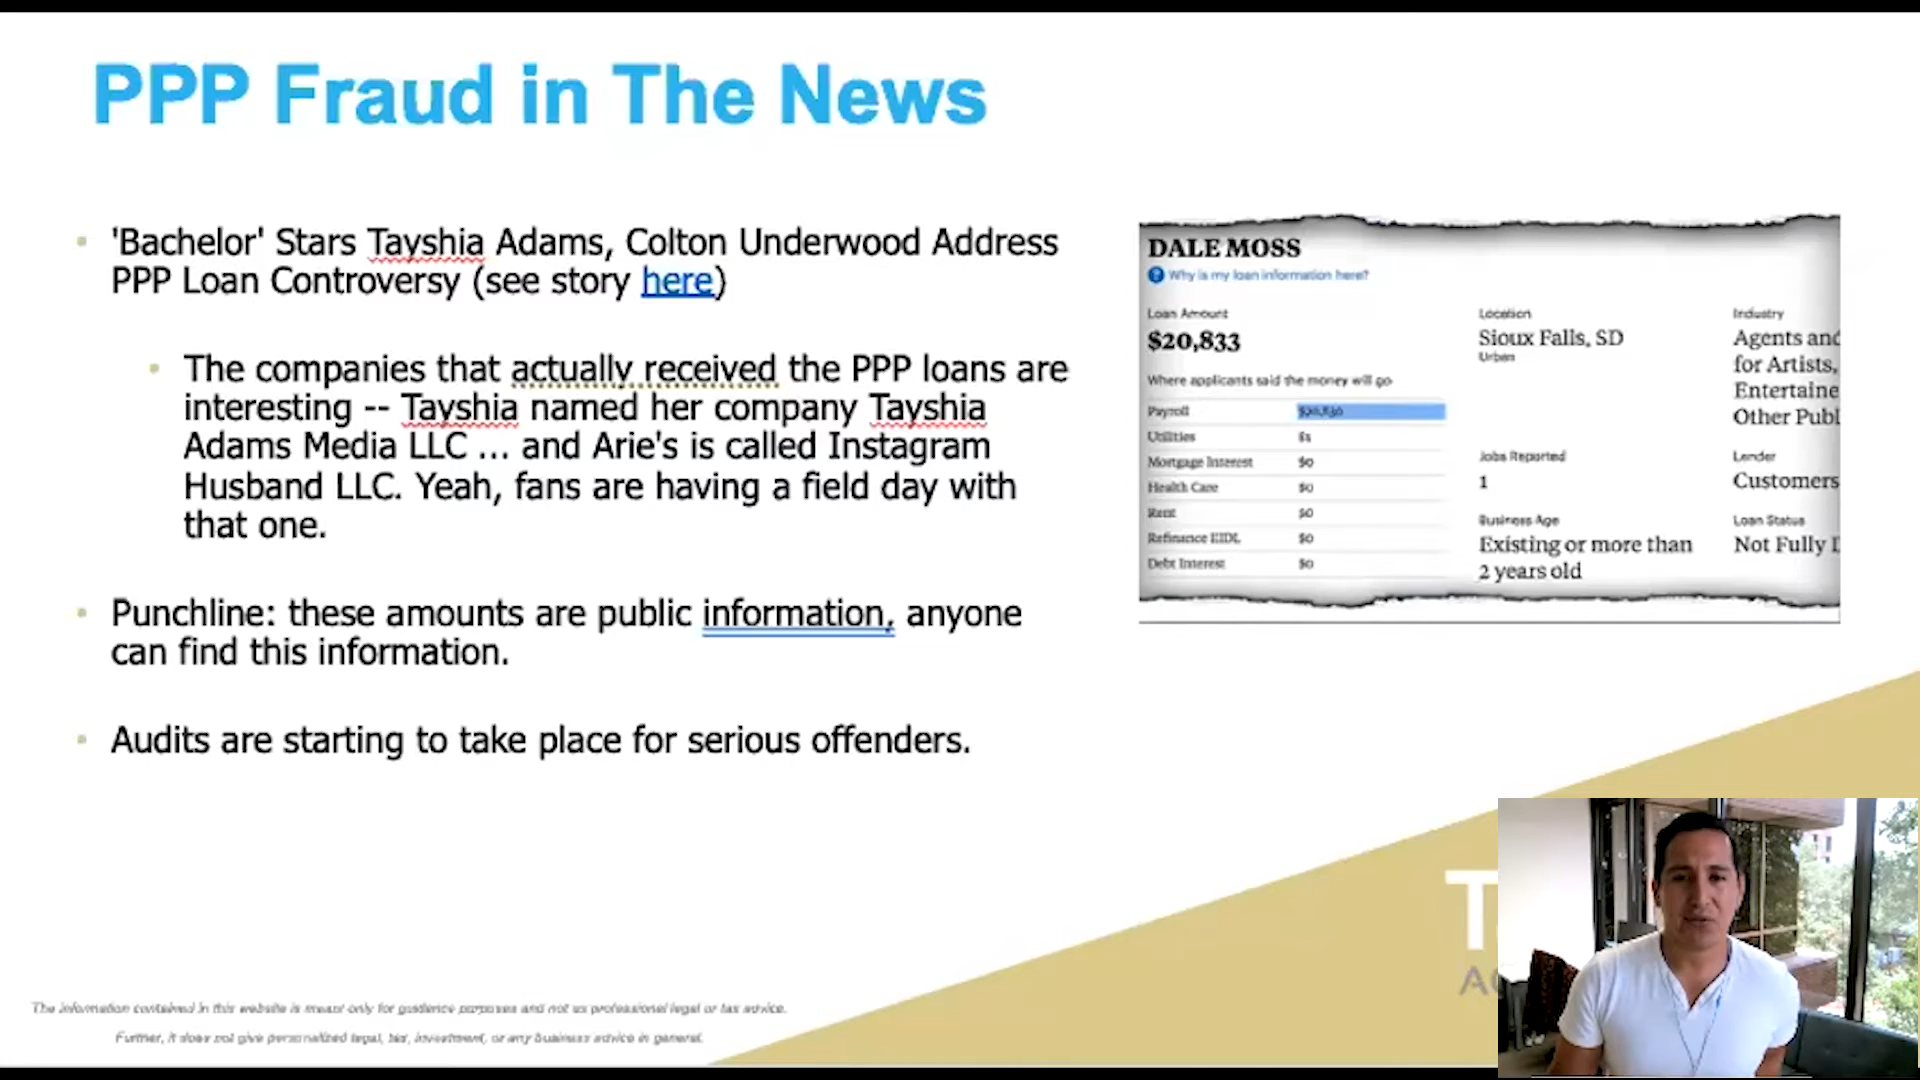 PPP Fraud in The News
'Bachelor' Stars Tayshia Adams, Colton Underwood Address
PPP Loan Controversy (see story here)
The companies that actually received the PPP loans are
interesting -- Tayshia named her company Tayshia
Adams Media LLC ... and Arie's is called Instagram
Husband LLC. Yeah, fans are having a field day with
that one.
Punchline: these amounts are public information, anyone
can find this information.
Audits are starting to take place for serious offenders.
DALE MOSS
? Why is my loan information here?
Loan Amount
$20,833
Where applicants said the money will go
Payroll $20,830
Utilities $1
Mortgage Interest $0
Health Care $0
Rent $0
Refinance EIDL $0
Debt Interest $0
Location
Sioux Falls, SD
Urban
Jobs Reported
1
Business Age
Existing or more than
2 years old
Industry
Agents and
for Artists,
Entertaine
Other Publ
Lender
Customers
Loan Status
Not Fully
The information contained in this website is meant only for guidance purposes and not as professional legal or tax advice.
Further, it does not give personalized legal, tax, investment, or any business advice in general.